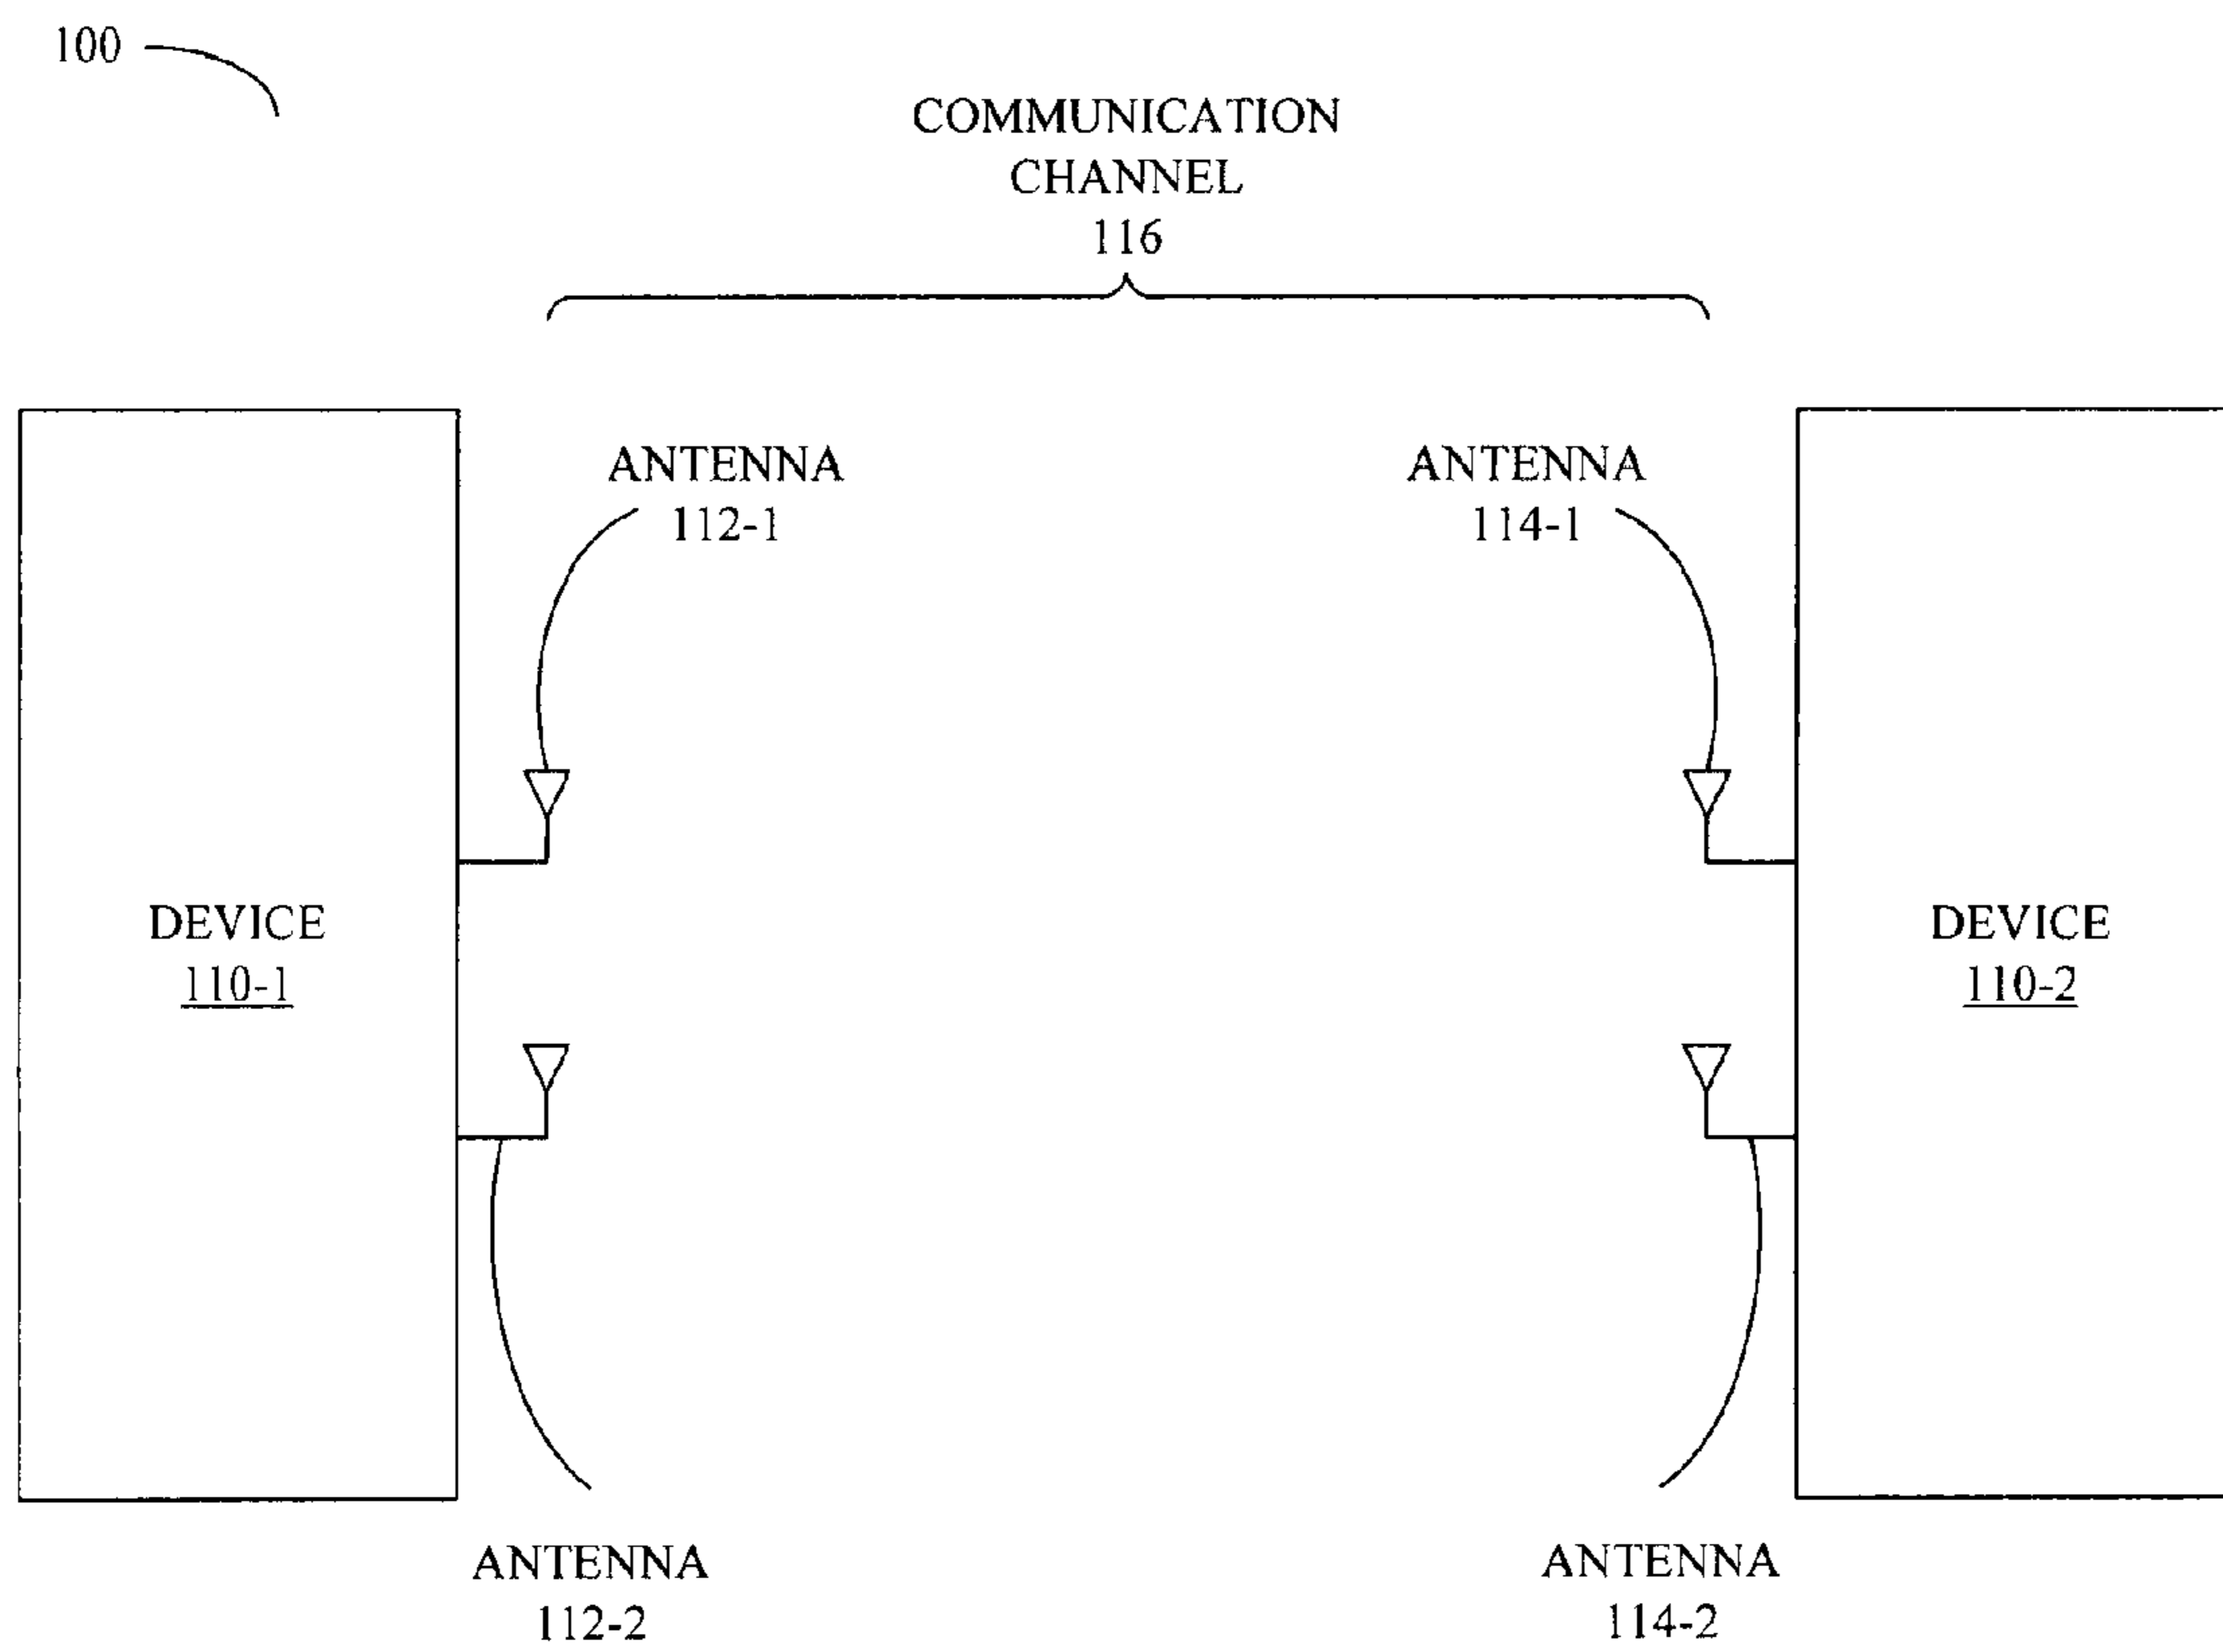 100
COMMUNICATION
CHANNEL
116
ANTENNA
112-1
ANTENNA
114-1
DEVICE
110-1
DEVICE
110-2
ANTENNA
112-2
ANTENNA
114-2